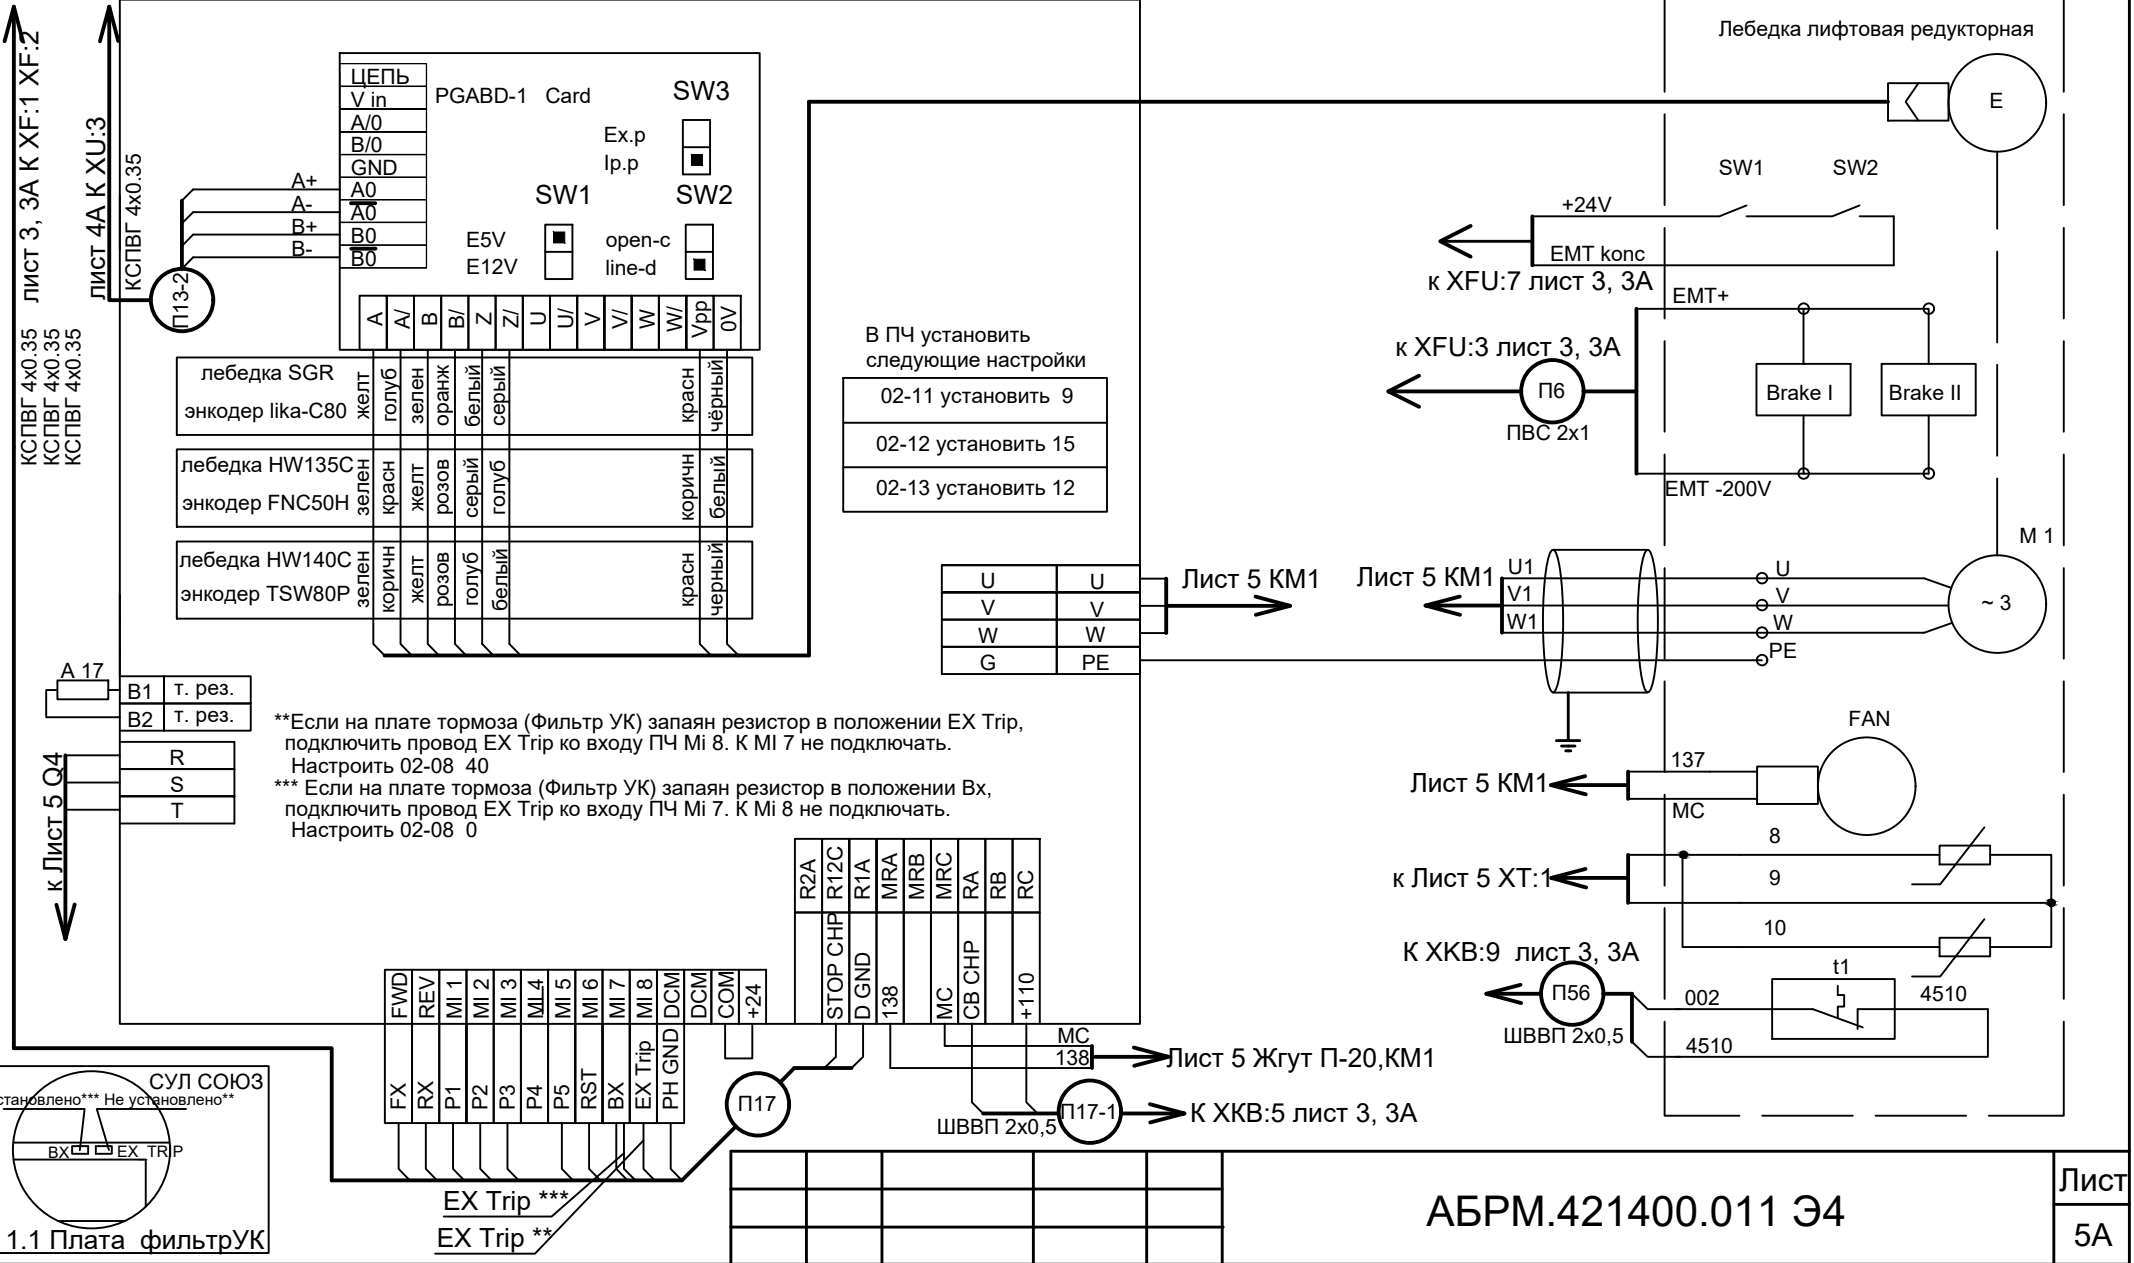 лист 3, 3А К XF:1 XF:2
КСПВГ 4x0.35
КСПВГ 4x0.35
КСПВГ 4x0.35
лист 4А К XU:3
КСПВГ 4x0.35
П13-2
A+
A-
B+
B-
ЦЕПЬ
V in
A/0
B/0
GND
A0
A0
B0
B0
PGABD-1 Card
SW3
Ex.p
Ip.p
SW1
SW2
E5V
E12V
open-c
line-d
A
A/
B
B/
Z
Z/
U
U/
V
V/
W
W/
Vpp
0V
лебедка SGR
энкодер lika-C80
желт
голуб
зелен
оранж
белый
серый
красн
чёрный
лебедка HW135C
энкодер FNC50H
зелен
красн
желт
розов
серый
голуб
коричн
белый
лебедка HW140C
энкодер TSW80P
зелен
коричн
желт
розов
голуб
белый
красн
черный
В ПЧ установить
следующие настройки
02-11 установить 9
02-12 установить 15
02-13 установить 12
U U
V V
W W
G PE
Лист 5 КМ1
A 17
B1 т. рез.
B2 т. рез.
R
S
T
к Лист 5 Q4
**Если на плате тормоза (Фильтр УК) запаян резистор в положении EX Trip,
подключить провод EX Trip ко входу ПЧ Mi 8. К MI 7 не подключать.
Настроить 02-08 40
*** Если на плате тормоза (Фильтр УК) запаян резистор в положении Вх,
подключить провод EX Trip ко входу ПЧ Mi 7. К Mi 8 не подключать.
Настроить 02-08 0
R2A
R12C
R1A
MRA
MRB
MRC
RA
RB
RC
STOP CHP
D GND
138
MC
CB CHP
+110
FWD
REV
MI 1
MI 2
MI 3
MI 4
MI 5
MI 6
MI 7
MI 8
DCM
DCM
COM
+24
FX
RX
P1
P2
P3
P4
P5
RST
BX
EX Trip
PH GND
MC
138
Лист 5 Жгут П-20,КМ1
П17
П17-1
ШВВП 2x0,5
К ХКВ:5 лист 3, 3А
EX Trip ***
EX Trip **
СУЛ СОЮЗ
становлено*** Не установлено**
BX
EX TRIP
1.1 Плата фильтрУК
Лебедка лифтовая редукторная
E
SW1
SW2
+24V
EMT konc
к XFU:7 лист 3, 3А
EMT+
к XFU:3 лист 3, 3А
П6
ПВС 2x1
Brake I
Brake II
EMT -200V
M 1
Лист 5 КМ1
U1
V1
W1
U
V
W
PE
~ 3
FAN
137
MC
Лист 5 КМ1
8
9
10
к Лист 5 XT:1
К ХКВ:9 лист 3, 3А
П56
ШВВП 2x0,5
002
4510
t1
4510
АБРМ.421400.011 Э4
Лист
5А